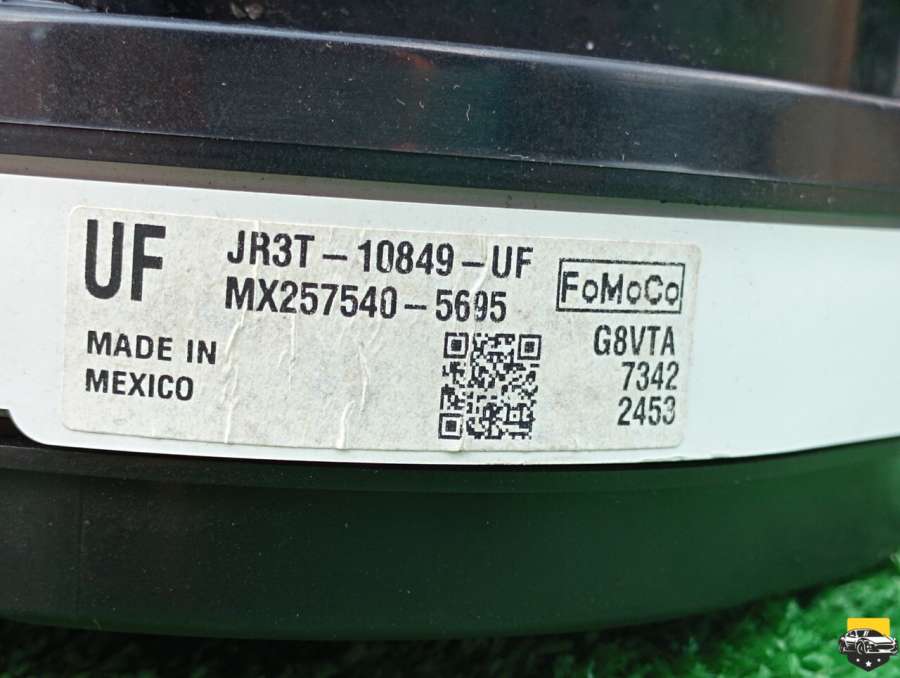 UF
JR3T-10849-UF
MX257540-5695
FoMoCo
MADE IN
MEXICO
G8VTA
7342
2453